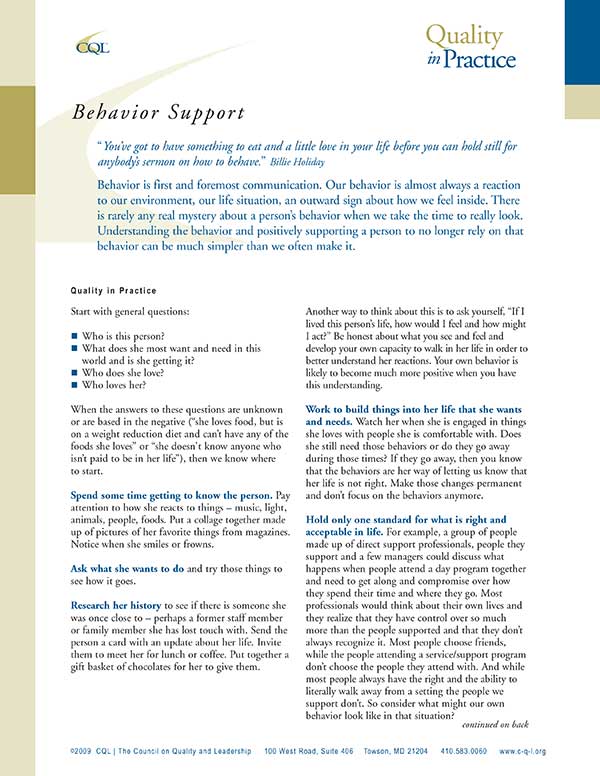 CQL
Quality
in Practice
Behavior Support
“ You’ve got to have something to eat and a little love in your life before you can hold still for
anybody’s sermon on how to behave.” Billie Holiday
Behavior is first and foremost communication. Our behavior is almost always a reaction
to our environment, our life situation, an outward sign about how we feel inside. There
is rarely any real mystery about a person’s behavior when we take the time to really look.
Understanding the behavior and positively supporting a person to no longer rely on that
behavior can be much simpler than we often make it.
Quality in Practice
Start with general questions:
■ Who is this person?
■ What does she most want and need in this
world and is she getting it?
■ Who does she love?
■ Who loves her?
When the answers to these questions are unknown
or are based in the negative (“she loves food, but is
on a weight reduction diet and can’t have any of the
foods she loves” or “she doesn’t know anyone who
isn’t paid to be in her life”), then we know where
to start.
Spend some time getting to know the person. Pay
attention to how she reacts to things – music, light,
animals, people, foods. Put a collage together made
up of pictures of her favorite things from magazines.
Notice when she smiles or frowns.
Ask what she wants to do and try those things to
see how it goes.
Research her history to see if there is someone she
was once close to – perhaps a former staff member
or family member she has lost touch with. Send the
person a card with an update about her life. Invite
them to meet her for lunch or coffee. Put together a
gift basket of chocolates for her to give them.
Another way to think about this is to ask yourself, “If I
lived this person’s life, how would I feel and how might
I act?” Be honest about what you see and feel and
develop your own capacity to walk in her life in order to
better understand her reactions. Your own behavior is
likely to become much more positive when you have
this understanding.
Work to build things into her life that she wants
and needs. Watch her when she is engaged in things
she loves with people she is comfortable with. Does
she still need those behaviors or do they go away
during those times? If they go away, then you know
that the behaviors are her way of letting us know that
her life is not right. Make those changes permanent
and don’t focus on the behaviors anymore.
Hold only one standard for what is right and
acceptable in life. For example, a group of people
made up of direct support professionals, people they
support and a few managers could discuss what
happens when people attend a day program together
and need to get along and compromise over how
they spend their time and where they go. Most
professionals would think about their own lives and
they realize that they have control over so much
more than the people supported and that they don’t
always recognize it. Most people choose friends,
while the people attending a service/support program
don’t choose the people they attend with. And while
most people always have the right and the ability to
literally walk away from a setting the people we
support don’t. So consider what might our own
behavior look like in that situation?
continued on back
©2009 CQL | The Council on Quality and Leadership 100 West Road, Suite 406 Towson, MD 21204 410.583.0060 www.c-q-l.org